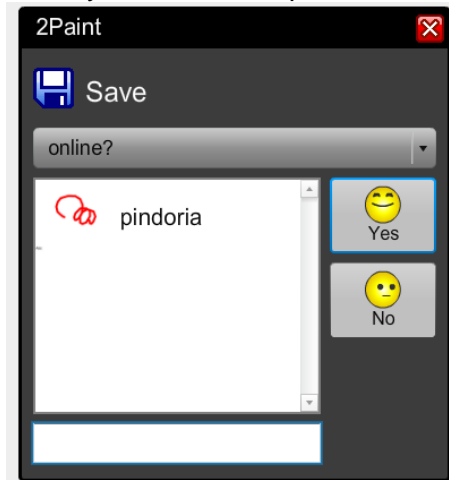 2Paint
Save
online?
pindoria
Yes
No